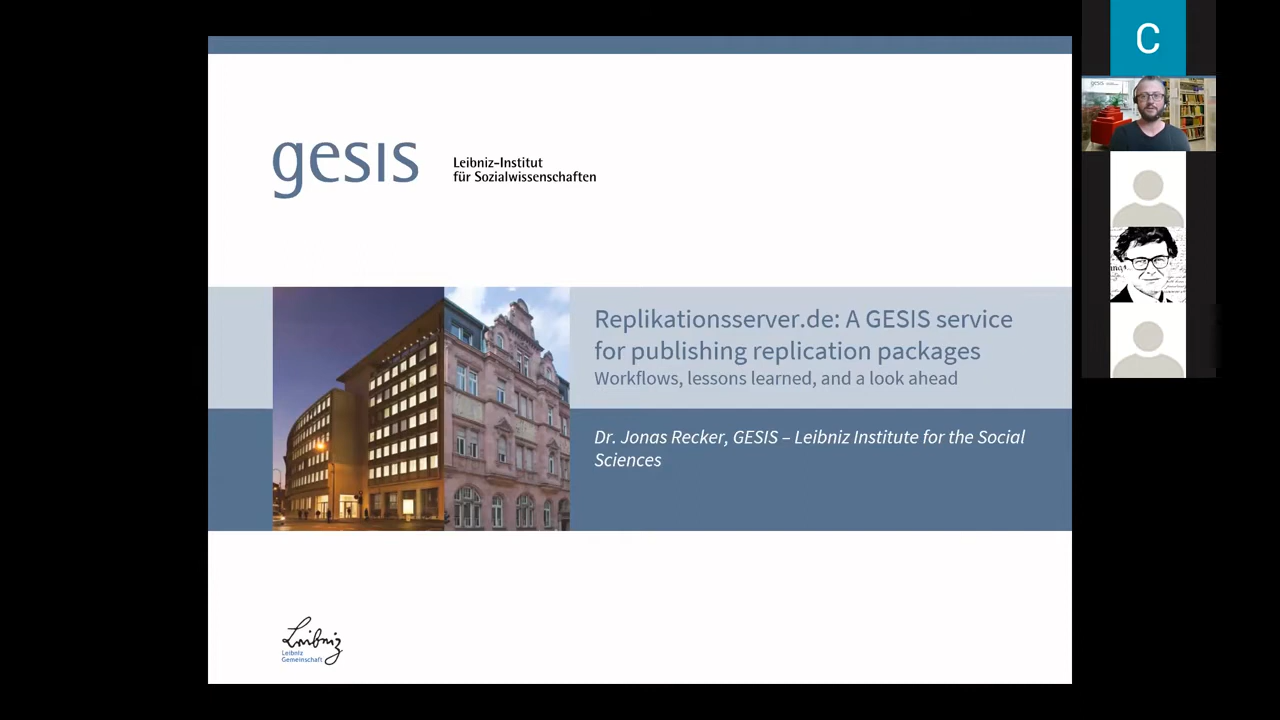 C
gesis
gesis
Leibniz-Institut
für Sozialwissenschaften
Replikationsserver.de: A GESIS service
for publishing replication packages
Workflows, lessons learned, and a look ahead
Dr. Jonas Recker, GESIS – Leibniz Institute for the Social
Sciences
Leibniz
Leibniz
Gemeinschaft